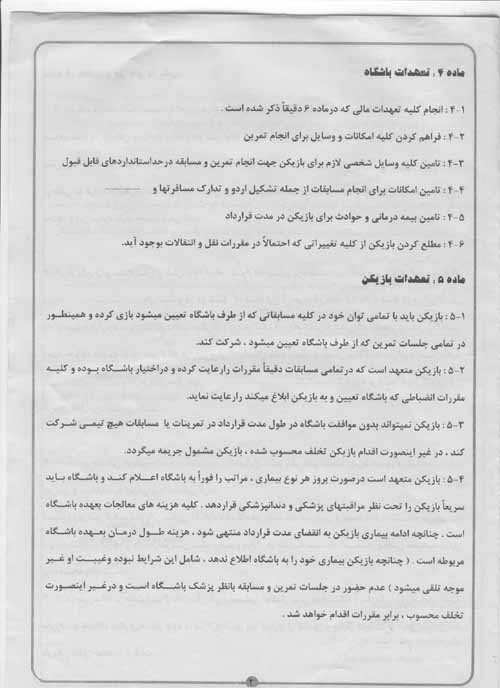 ماده ۴ ، تعهدات باشگاه
۴-۱ : انجام کلیه تعهدات مالی که درماده ۶ دقیقاً ذکر شده است .
۴-۲ : فراهم کردن کلیه امکانات و وسایل برای انجام تمرین
۴-۳ : تامین کلیه وسایل شخصی لازم برای بازیکن جهت انجام تمرین و مسابقه درحداستانداردهای قابل قبول
۴-۴ : تامین امکانات برای انجام مسابقات از جمله تشکیل اردو و تدارک مسافرتها و
۴-۵ : تامین بیمه درمانی و حوادث برای بازیکن در مدت قرارداد
۴-۶ : مطلع کردن بازیکن از کلیه تغییراتی که احتمالاً در مقررات نقل و انتقالات بوجود آید.
ماده ۵ ، تعهدات بازیکن
۵-۱ : بازیکن باید با تمامی توان خود در کلیه مسابقاتی که از طرف باشگاه تعیین میشود بازی کرده و همینطور
در تمامی جلسات تمرین که از طرف باشگاه تعیین میشود ، شرکت کند.
۵-۲ : بازیکن متعهد است که درتمامی مسابقات دقیقاً مقررات رارعایت کرده و دراختیار باشگاه بوده و کلیه
مقررات انضباطی که باشگاه تعیین و به بازیکن ابلاغ میکند رارعایت نماید.
۵-۳ : بازیکن نمیتواند بدون موافقت باشگاه در طول مدت قرارداد در تمرینات یا مسابقات هیچ تیمی شرکت
کند ، در غیر اینصورت اقدام بازیکن تخلف محسوب شده ، بازیکن مشمول جریمه میگردد.
۵-۴ : بازیکن متعهد است درصورت بروز هر نوع بیماری ، مراتب را فوراً به باشگاه اعلام کند و باشگاه باید
سریعاً بازیکن را تحت نظر مراقبتهای پزشکی و دندانپزشکی قراردهد . کلیه هزینه های معالجات بعهده باشگاه
است . چنانچه ادامه بیماری بازیکن به انقضای مدت قرارداد منتهی شود ، هزینه طول درمان بعهده باشگاه
مربوطه است . ( چنانچه بازیکن بیماری خود را به باشگاه اطلاع ندهد ، شامل این شرایط نبوده وغیبت او غیر
موجه تلقی میشود ) عدم حضور در جلسات تمرین و مسابقه بانظر پزشک باشگاه است و درغیر اینصورت
تخلف محسوب ، برابر مقررات اقدام خواهد شد .